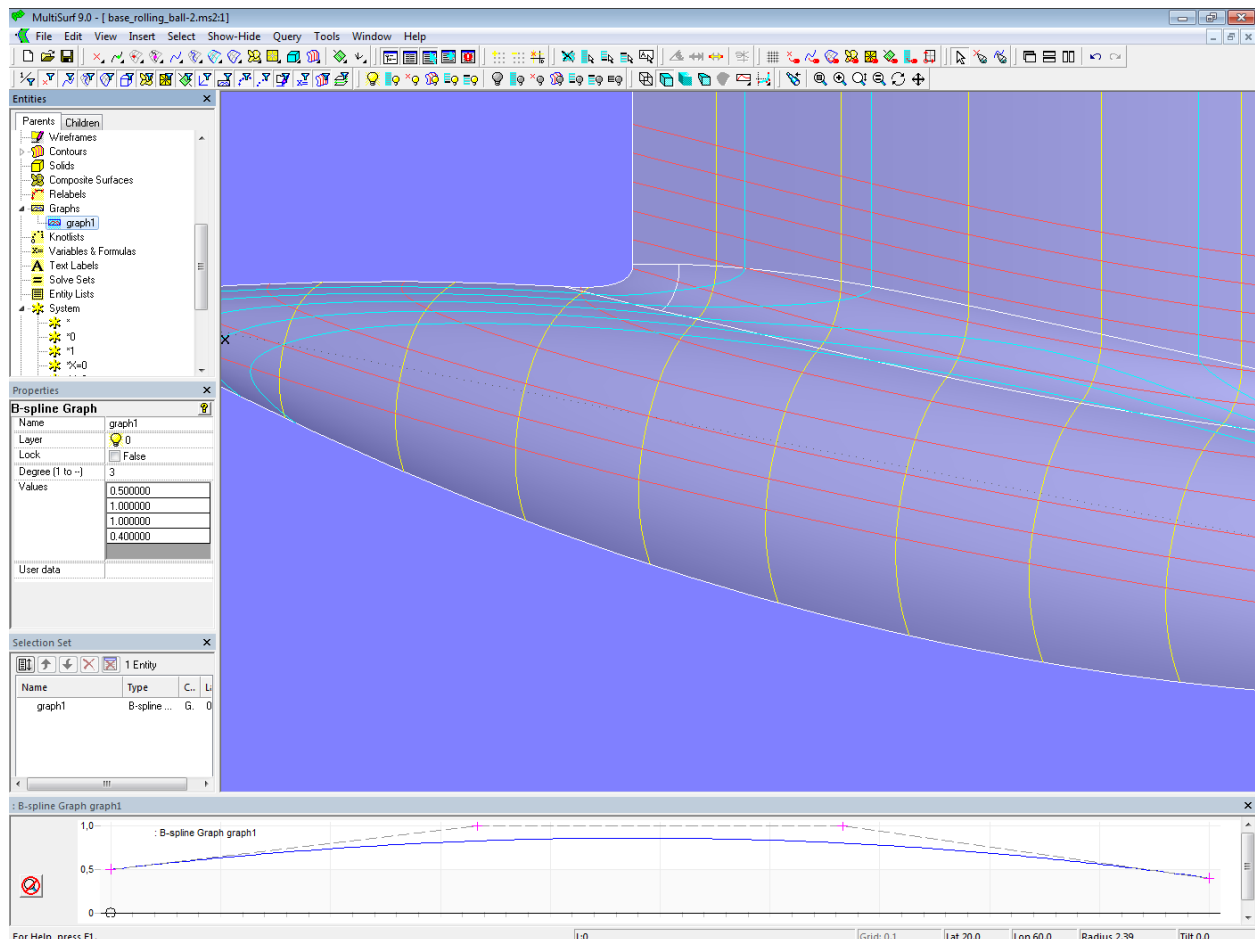 MultiSurf 9.0 - [ base_rolling_ball-2.ms2:1]
File Edit View Insert Select Show-Hide Query Tools Window Help
Entities
Parents Children
Wireframes
Contours
Solids
Composite Surfaces
Relabels
Graphs
graph1
Knotlists
Variables & Formulas
Text Labels
Solve Sets
Entity Lists
System
*
*0
*1
*X=0
Properties
B-spline Graph
Name graph1
Layer 0
Lock False
Degree (1 to --) 3
Values 0.500000
1.000000
1.000000
0.400000
User data
Selection Set
1 Entity
Name Type C.. La
graph1 B-spline ... G. 0
: B-spline Graph graph1
1,0
: B-spline Graph graph1
0,5
0
For Help, press F1. L:0 Grid: 0.1 Lat 20.0 Lon 60.0 Radius 2.39 Tilt 0.0